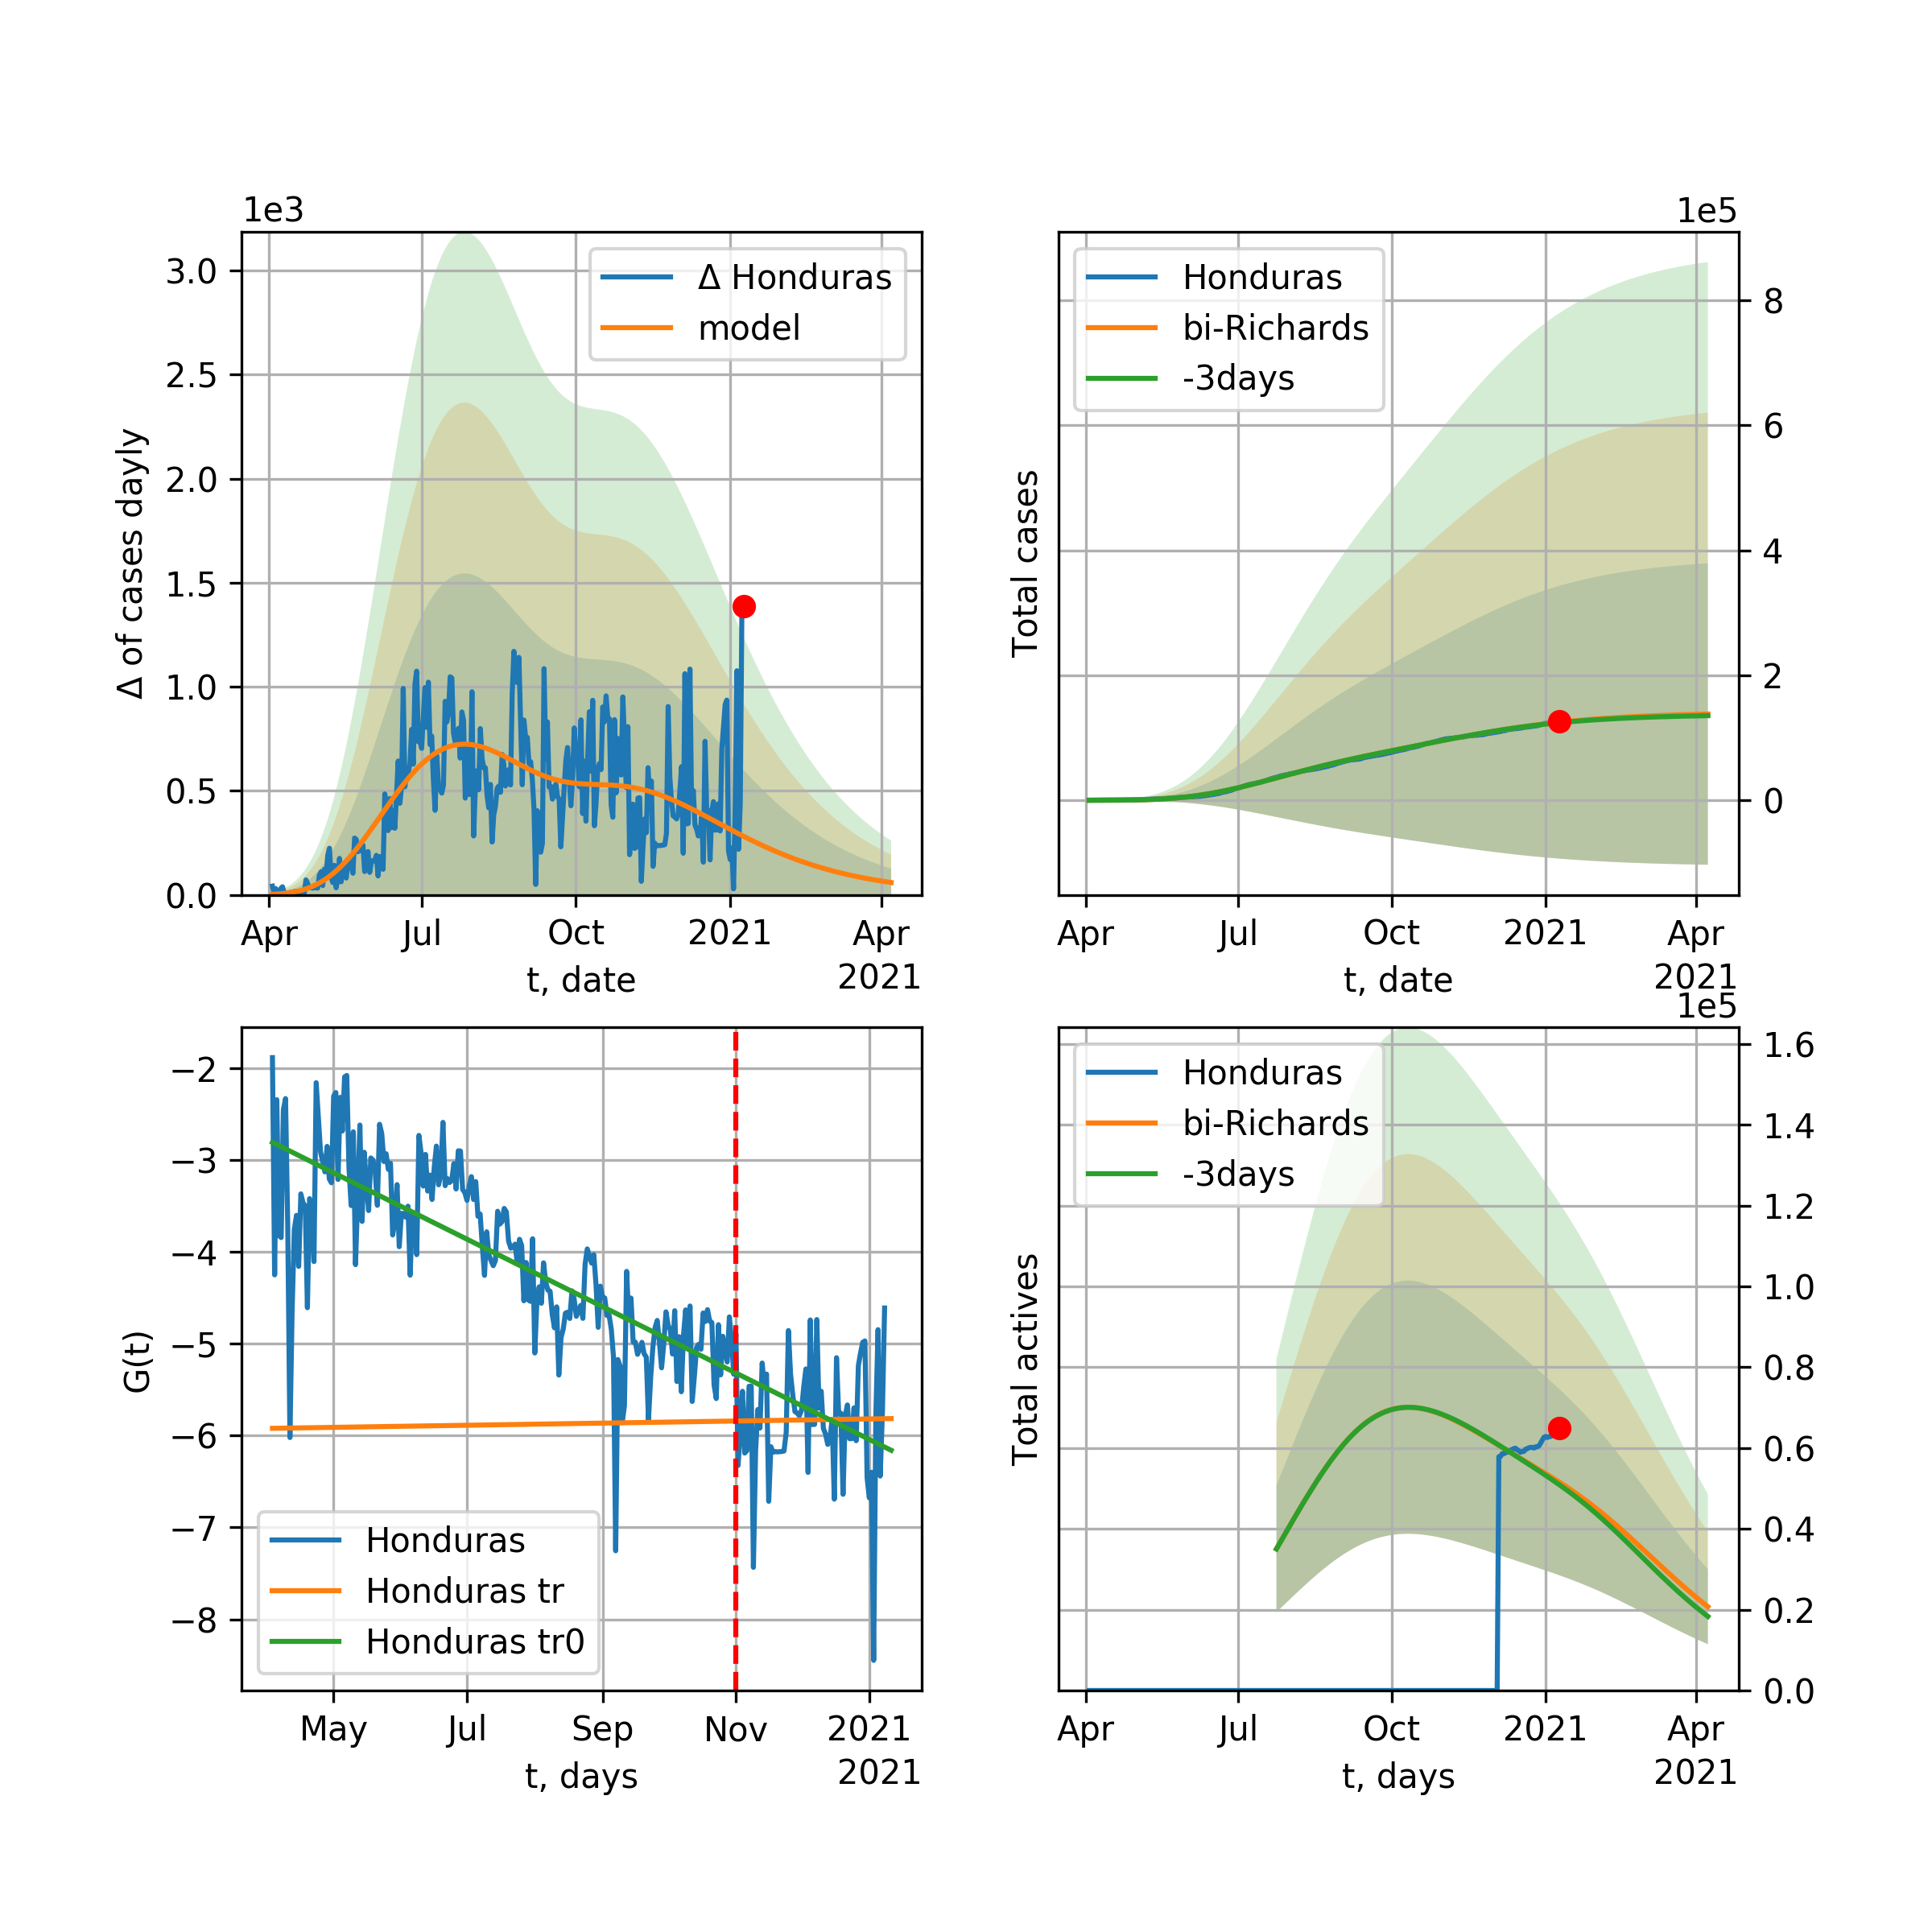 1e3
Δ of cases dayly
3.0
2.5
2.0
1.5
1.0
0.5
0.0
Δ Honduras
model
Apr
Jul
Oct
2021
Apr
2021
t, date
1e5
Total cases
Honduras
bi-Richards
-3days
8
6
4
2
0
Apr
Jul
Oct
2021
Apr
2021
t, date
G(t)
−2
−3
−4
−5
−6
−7
−8
Honduras
Honduras tr
Honduras tr0
May
Jul
Sep
Nov
2021
2021
t, days
1e5
Total actives
Honduras
bi-Richards
-3days
1.6
1.4
1.2
1.0
0.8
0.6
0.4
0.2
0.0
Apr
Jul
Oct
2021
Apr
2021
t, days